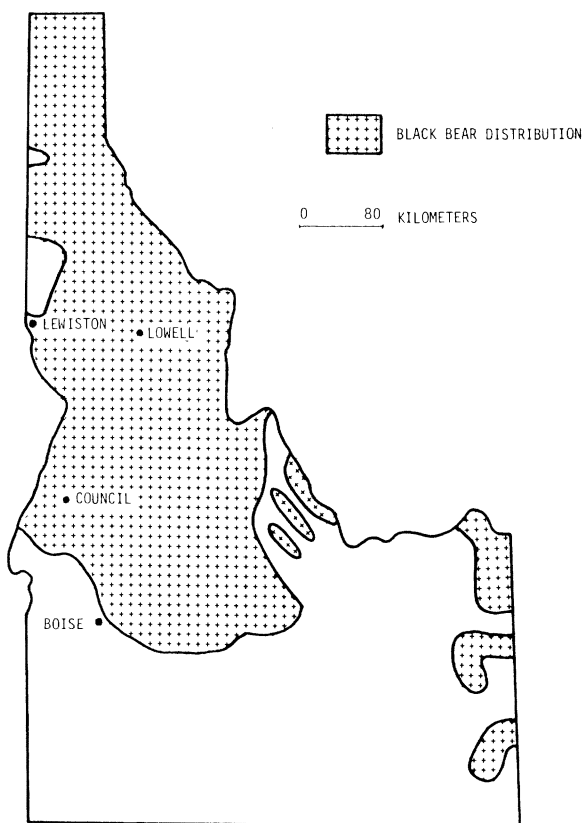 BLACK BEAR DISTRIBUTION
0 80 KILOMETERS
LEWISTON
LOWELL
COUNCIL
BOISE